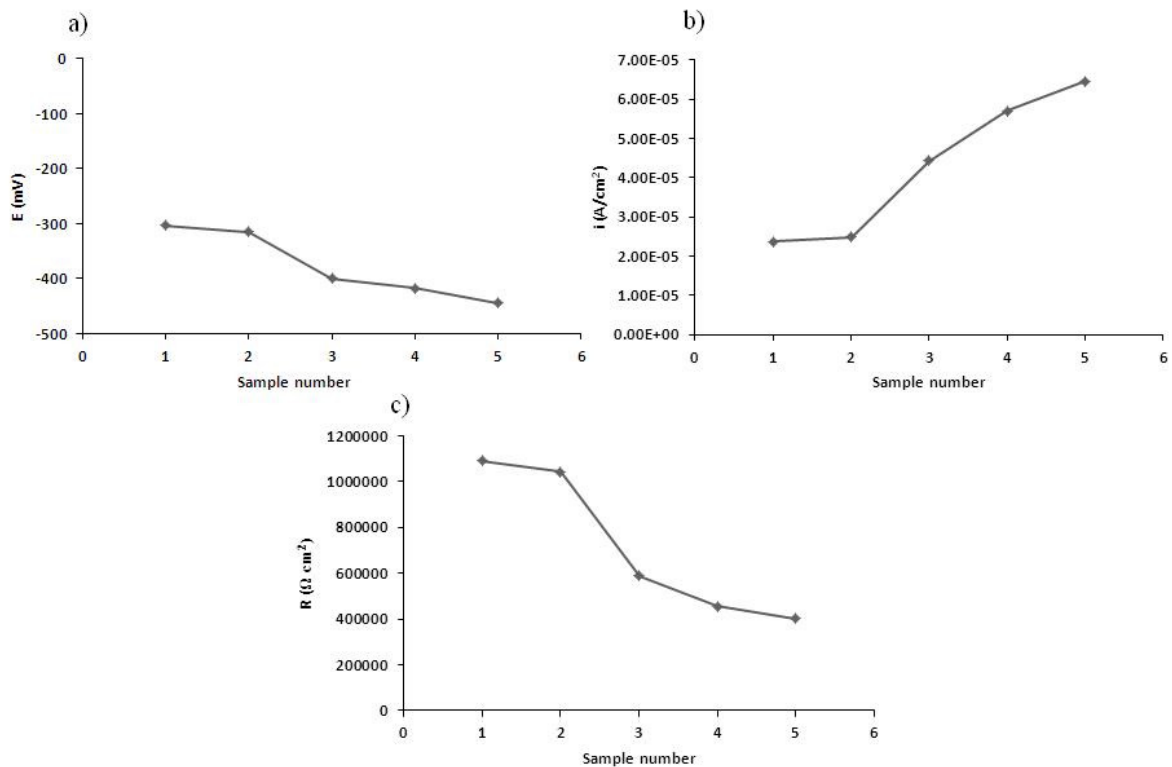 a)
0
-100
-200
-300
-400
-500
E (mV)
0 1 2 3 4 5 6
Sample number
b)
7.00E-05
6.00E-05
5.00E-05
4.00E-05
3.00E-05
2.00E-05
1.00E-05
0.00E+00
i (A/cm²)
0 1 2 3 4 5 6
Sample number
c)
1200000
1000000
800000
600000
400000
200000
0
R (Ω cm²)
0 1 2 3 4 5 6
Sample number